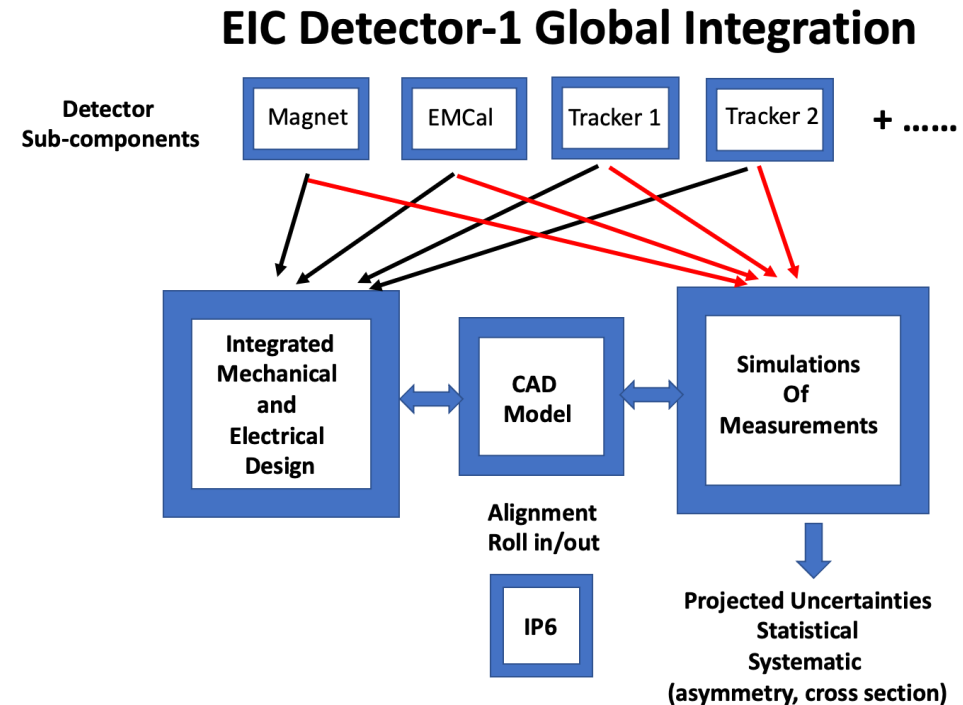 EIC Detector-1 Global Integration
Detector
Sub-components
Magnet
EMCal
Tracker 1
Tracker 2
+ ......
Integrated
Mechanical
and
Electrical
Design
CAD
Model
Simulations
Of
Measurements
Alignment
Roll in/out
IP6
Projected Uncertainties
Statistical
Systematic
(asymmetry, cross section)